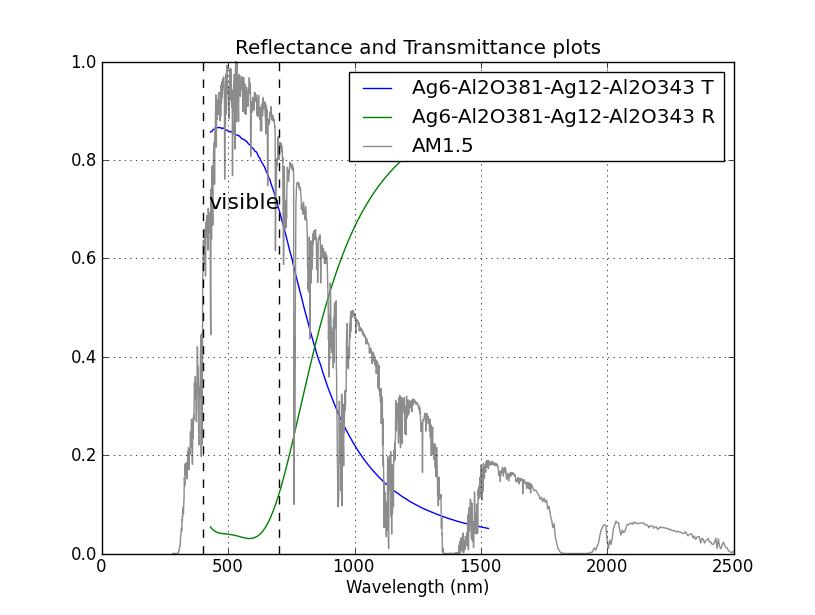 Reflectance and Transmittance plots
1.0
Ag6-Al2O381-Ag12-Al2O343 T
Ag6-Al2O381-Ag12-Al2O343 R
AM1.5
0.8
visible
0.6
0.4
0.2
0.0
0 500 1000 1500 2000 2500
Wavelength (nm)